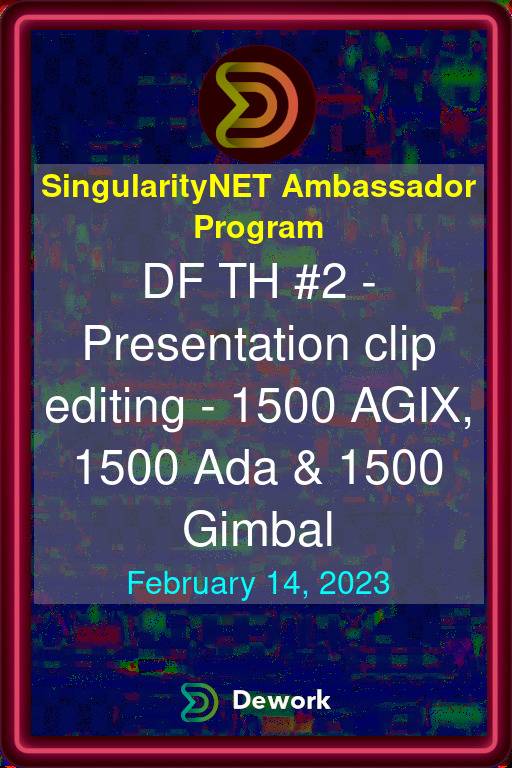 SingularityNET Ambassador
Program
DF TH #2 -
Presentation clip
editing - 1500 AGIX,
1500 Ada & 1500
Gimbal
February 14, 2023
Dework